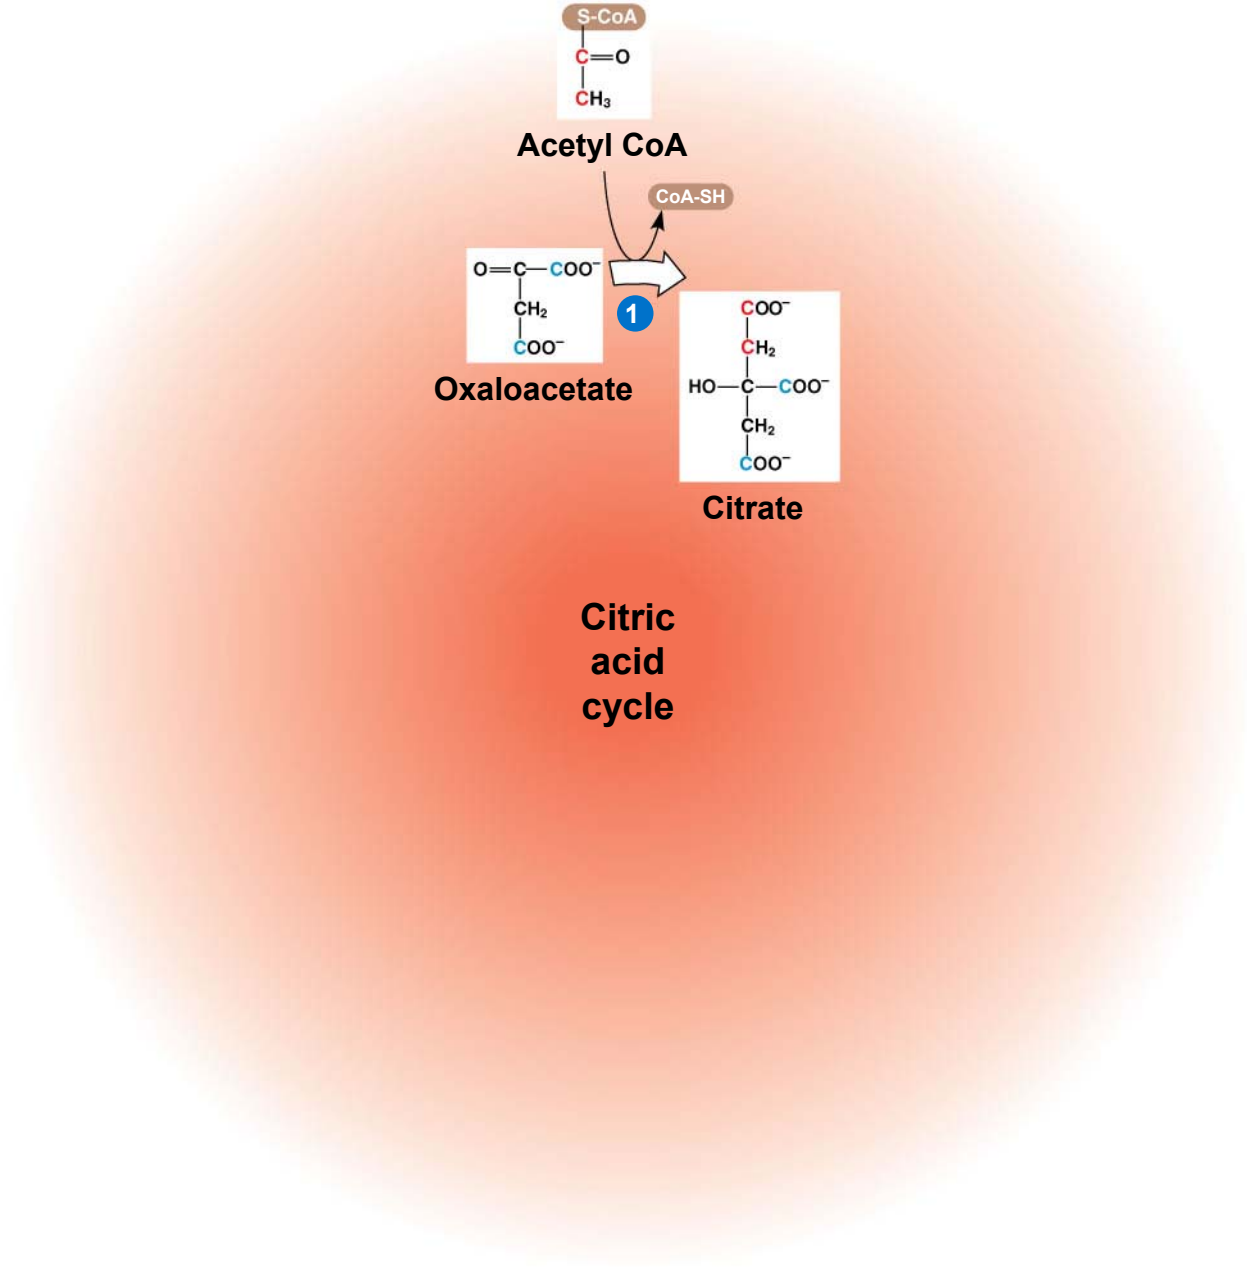 S-CoA
C=O
CH₃
Acetyl CoA
CoA-SH
O=C—COO⁻
CH₂
COO⁻
Oxaloacetate
1
COO⁻
CH₂
HO—C—COO⁻
CH₂
COO⁻
Citrate
Citric
acid
cycle